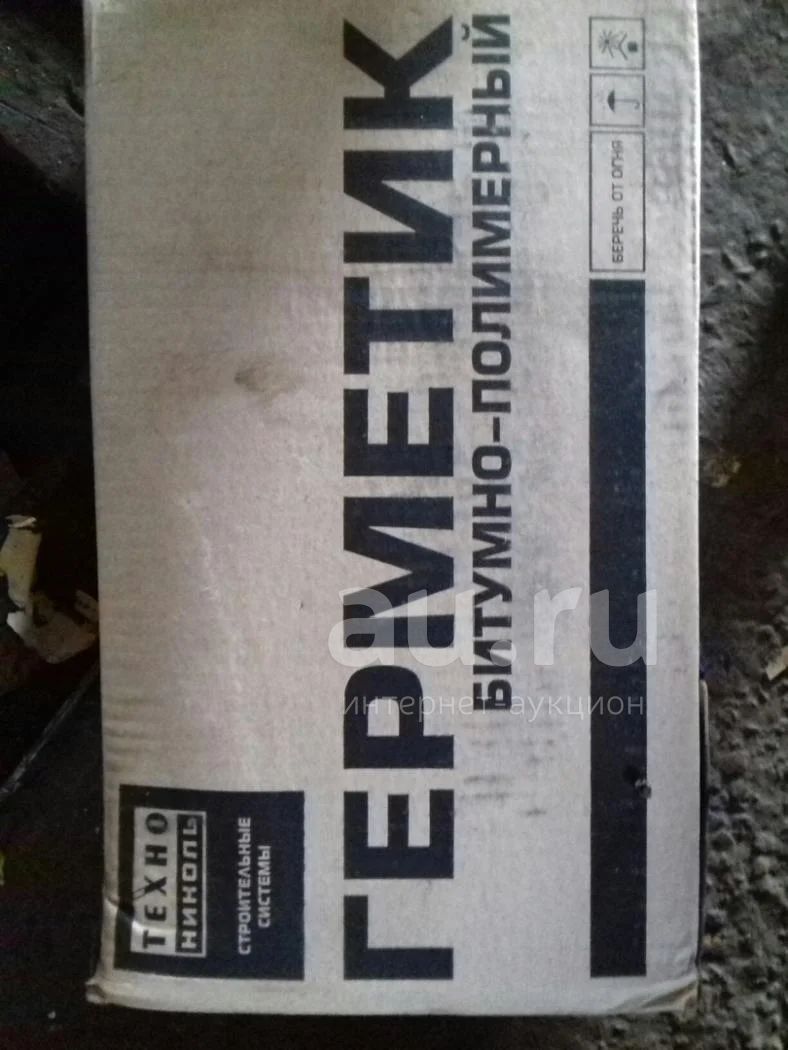 ТЕХНО
НИКОЛЬ
СТРОИТЕЛЬНЫЕ
СИСТЕМЫ
ГЕРМЕТИК
БИТУМНО-ПОЛИМЕРНЫЙ
БЕРЕЧЬ ОТ ОГНЯ
au.ru
интернет-аукцион